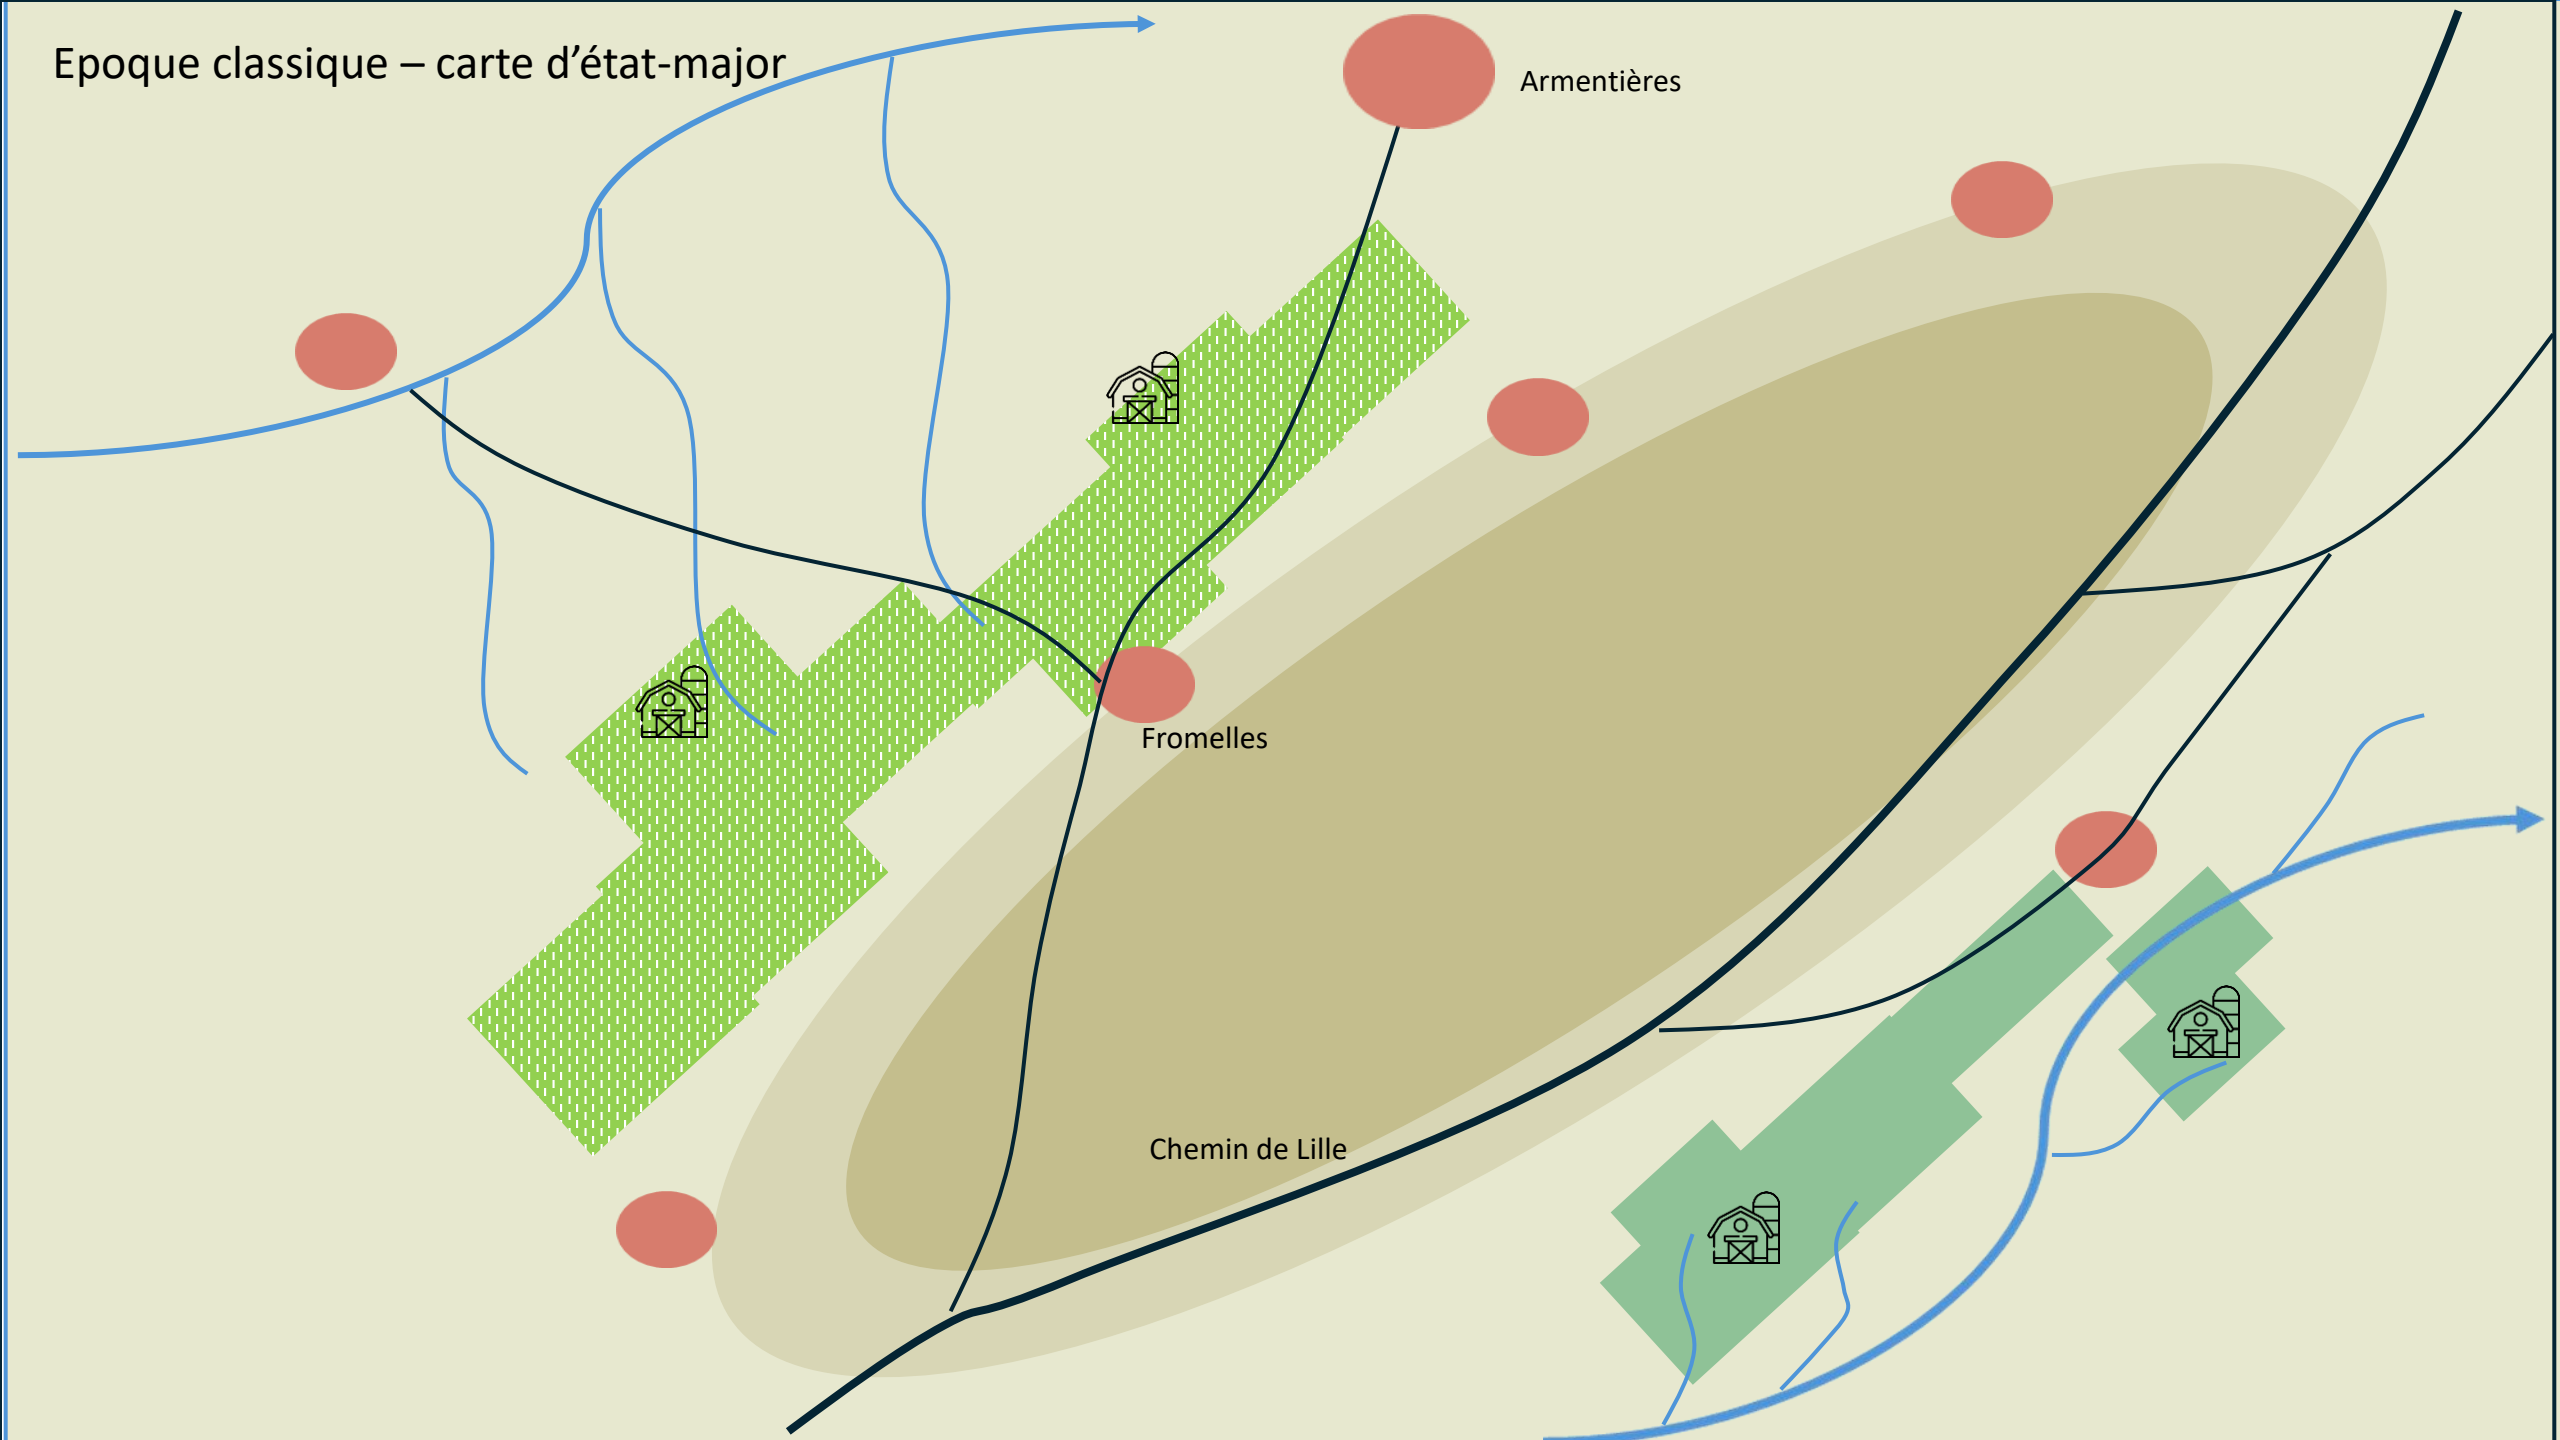 Epoque classique – carte d’état-major
Armentières
Fromelles
Chemin de Lille